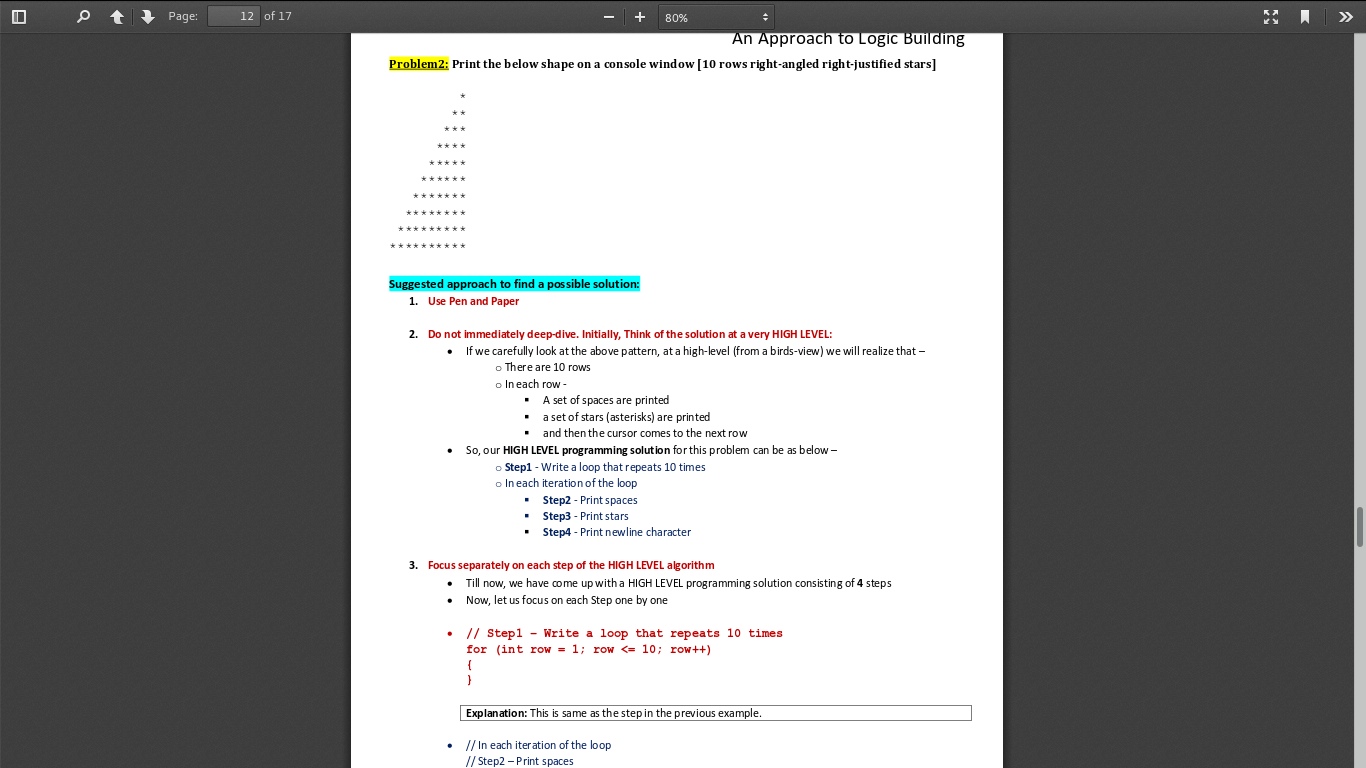 Page: 12 of 17
80%
An Approach to Logic Building
Problem2: Print the below shape on a console window [10 rows right-angled right-justified stars]
*
**
***
****
*****
******
*******
********
*********
**********
Suggested approach to find a possible solution:
1. Use Pen and Paper
2. Do not immediately deep-dive. Initially, Think of the solution at a very HIGH LEVEL:
• If we carefully look at the above pattern, at a high-level (from a birds-view) we will realize that –
o There are 10 rows
o In each row -
▪ A set of spaces are printed
▪ a set of stars (asterisks) are printed
▪ and then the cursor comes to the next row
• So, our HIGH LEVEL programming solution for this problem can be as below –
o Step1 - Write a loop that repeats 10 times
o In each iteration of the loop
▪ Step2 - Print spaces
▪ Step3 - Print stars
▪ Step4 - Print newline character
3. Focus separately on each step of the HIGH LEVEL algorithm
• Till now, we have come up with a HIGH LEVEL programming solution consisting of 4 steps
• Now, let us focus on each Step one by one
• // Step1 – Write a loop that repeats 10 times
for (int row = 1; row <= 10; row++)
{
}
Explanation: This is same as the step in the previous example.
• // In each iteration of the loop
// Step2 – Print spaces